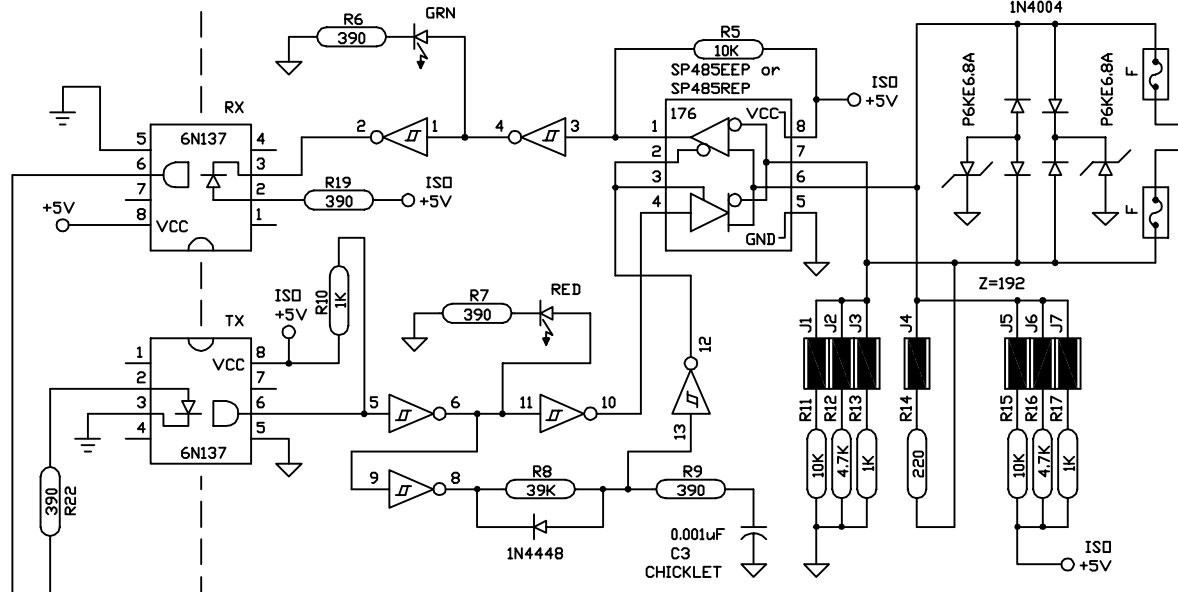 1N4004
R6
390
GRN
R5
10K
SP485EEP or
SP485REP
ISO
+5V
P6KE6.8A
P6KE6.8A
F
F
RX
6N137
5
6
7
8
4
3
2
1
VCC
+5V
R19
390
ISO
+5V
2
1
4
3
176
VCC
GND
1
2
3
4
8
7
6
5
Z=192
TX
1
2
3
4
VCC
8
7
6
5
6N137
ISO
+5V
R10
1K
R7
390
RED
5
6
11
10
12
13
9
8
R8
39K
R9
390
1N4448
0.001uF
C3
CHICKLET
R22
390
J1
J2
J3
J4
J5
J6
J7
R11
R12
R13
R14
R15
R16
R17
10K
4.7K
1K
220
10K
4.7K
1K
ISO
+5V